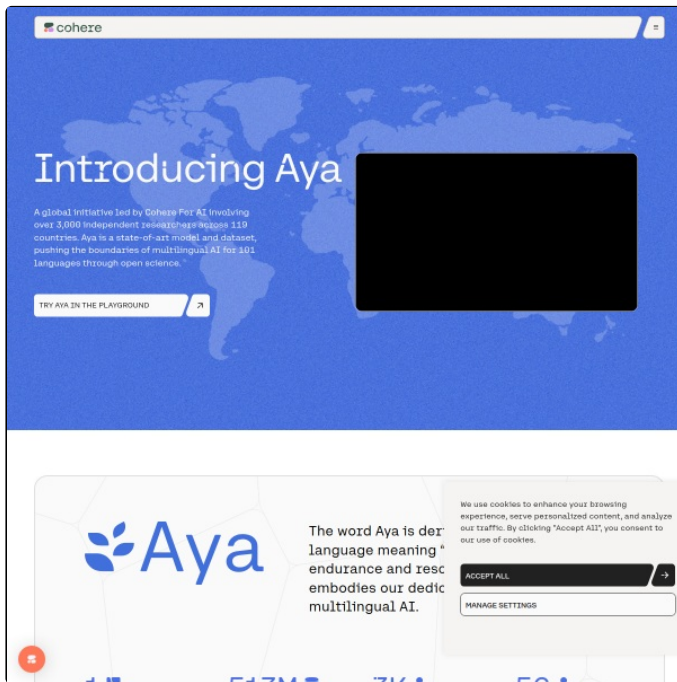 cohere
Introducing Aya
A global initiative led by Cohere For AI involving
over 3,000 independent researchers across 119
countries. Aya is a state-of-art model and dataset,
pushing the boundaries of multilingual AI for 101
languages through open science.
TRY AYA IN THE PLAYGROUND
Aya
The word Aya is der
language meaning “
endurance and reso
embodies our dedic
multilingual AI.
We use cookies to enhance your browsing
experience, serve personalized content, and analyze
our traffic. By clicking "Accept All", you consent to
our use of cookies.
ACCEPT ALL
MANAGE SETTINGS
513M
3K